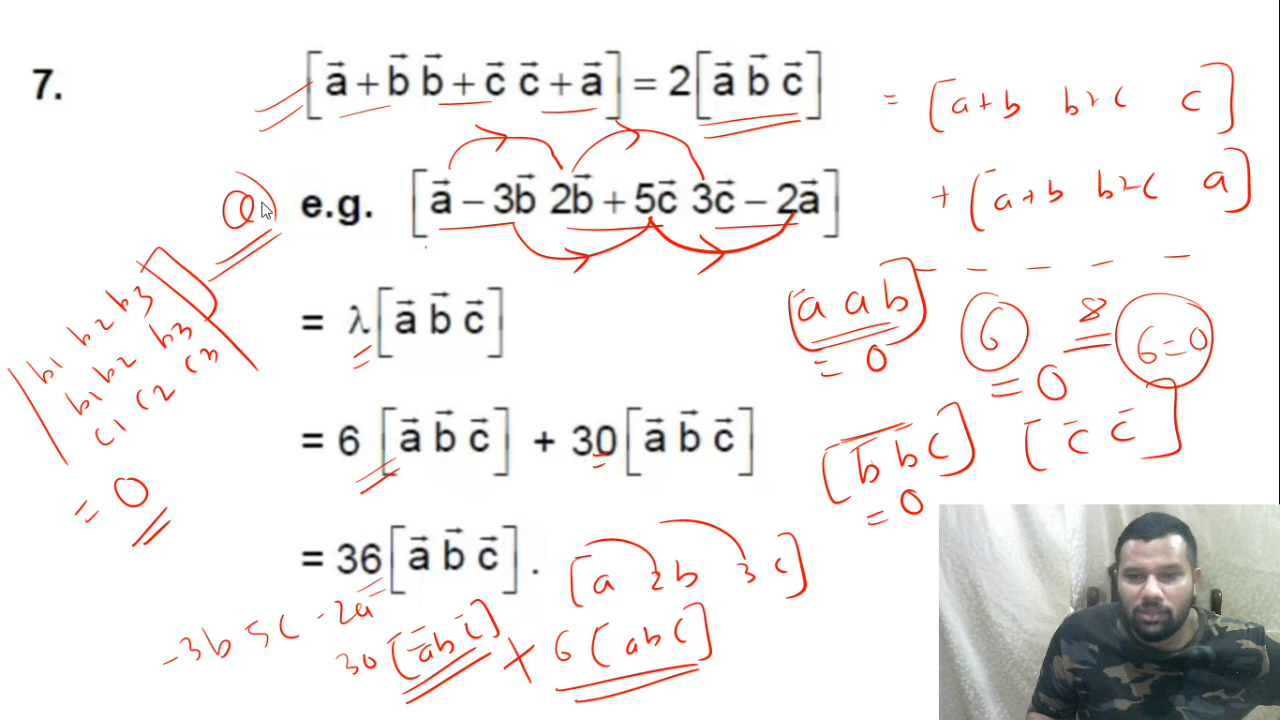 7. [a⃗ + b⃗ b⃗ + c⃗ c⃗ + a⃗] = 2[a⃗ b⃗ c⃗]
= [a+b b+c c]
+ [a+b b+c a]
e.g. [a⃗ − 3b⃗ 2b⃗ + 5c⃗ 3c⃗ − 2a⃗]
a
= λ[a⃗ b⃗ c⃗]
[a a b] = 0
6 = 0
8
6=0
b1 b2 b3
b1 b2 b3
c1 c2 c3
= 0
= 6 [a⃗ b⃗ c⃗] + 30 [a⃗ b⃗ c⃗]
[b b c] = 0
[c̄ c̄ ]
= 36[a⃗ b⃗ c⃗].
[a 2b 3c]
-3b 5c -2a
30 [a b c] + 6 [a b c]